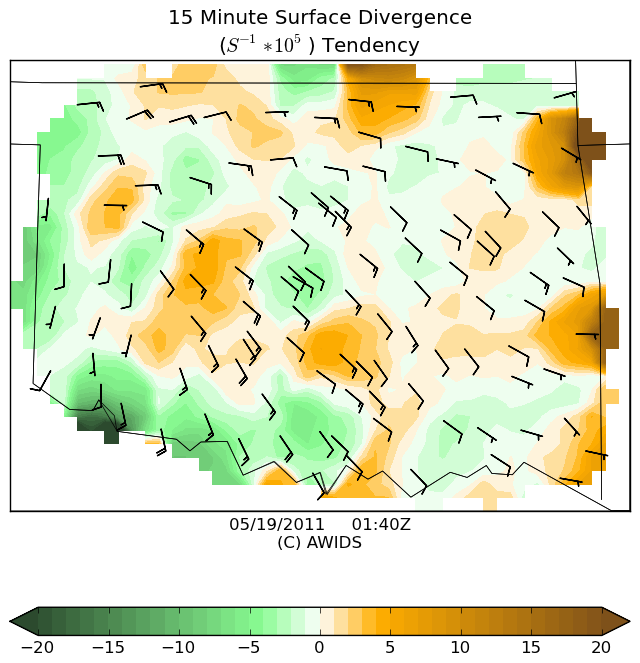 15 Minute Surface Divergence
(S⁻¹ * 10⁵ ) Tendency
05/19/2011 01:40Z
(C) AWIDS
−20 −15 −10 −5 0 5 10 15 20